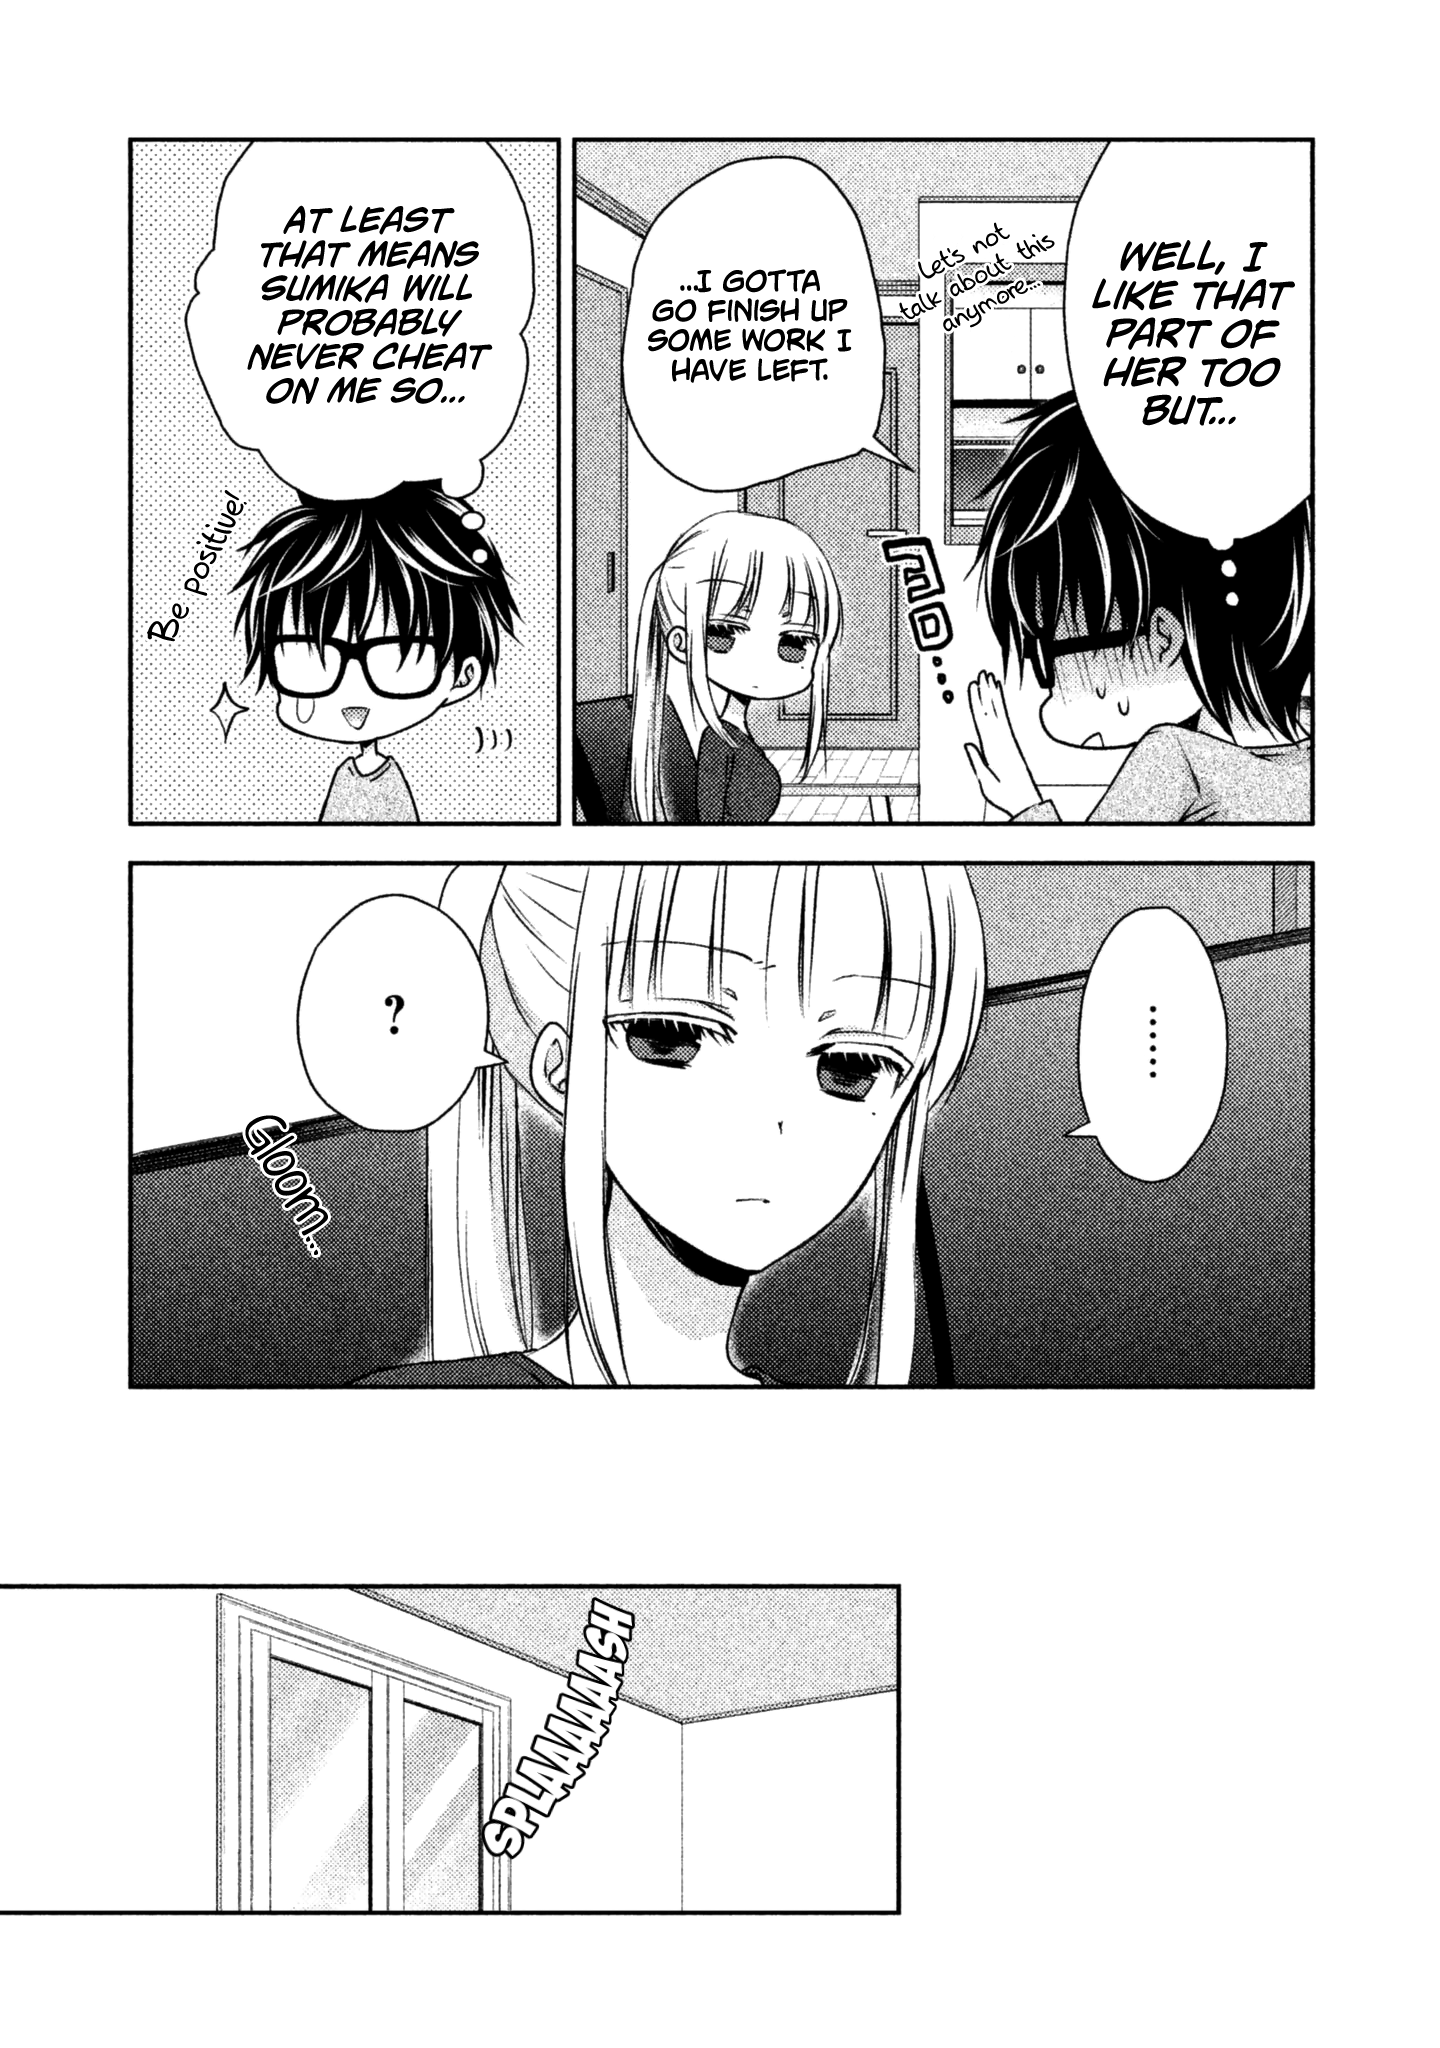 WELL, I
LIKE THAT
PART OF
HER TOO
BUT...
Let's not
talk about this
anymore...
...I GOTTA
GO FINISH UP
SOME WORK I
HAVE LEFT.
AT LEAST
THAT MEANS
SUMIKA WILL
PROBABLY
NEVER CHEAT
ON ME SO...
Be positive!
.......
?
Gloom...
SPLAAAAAASH